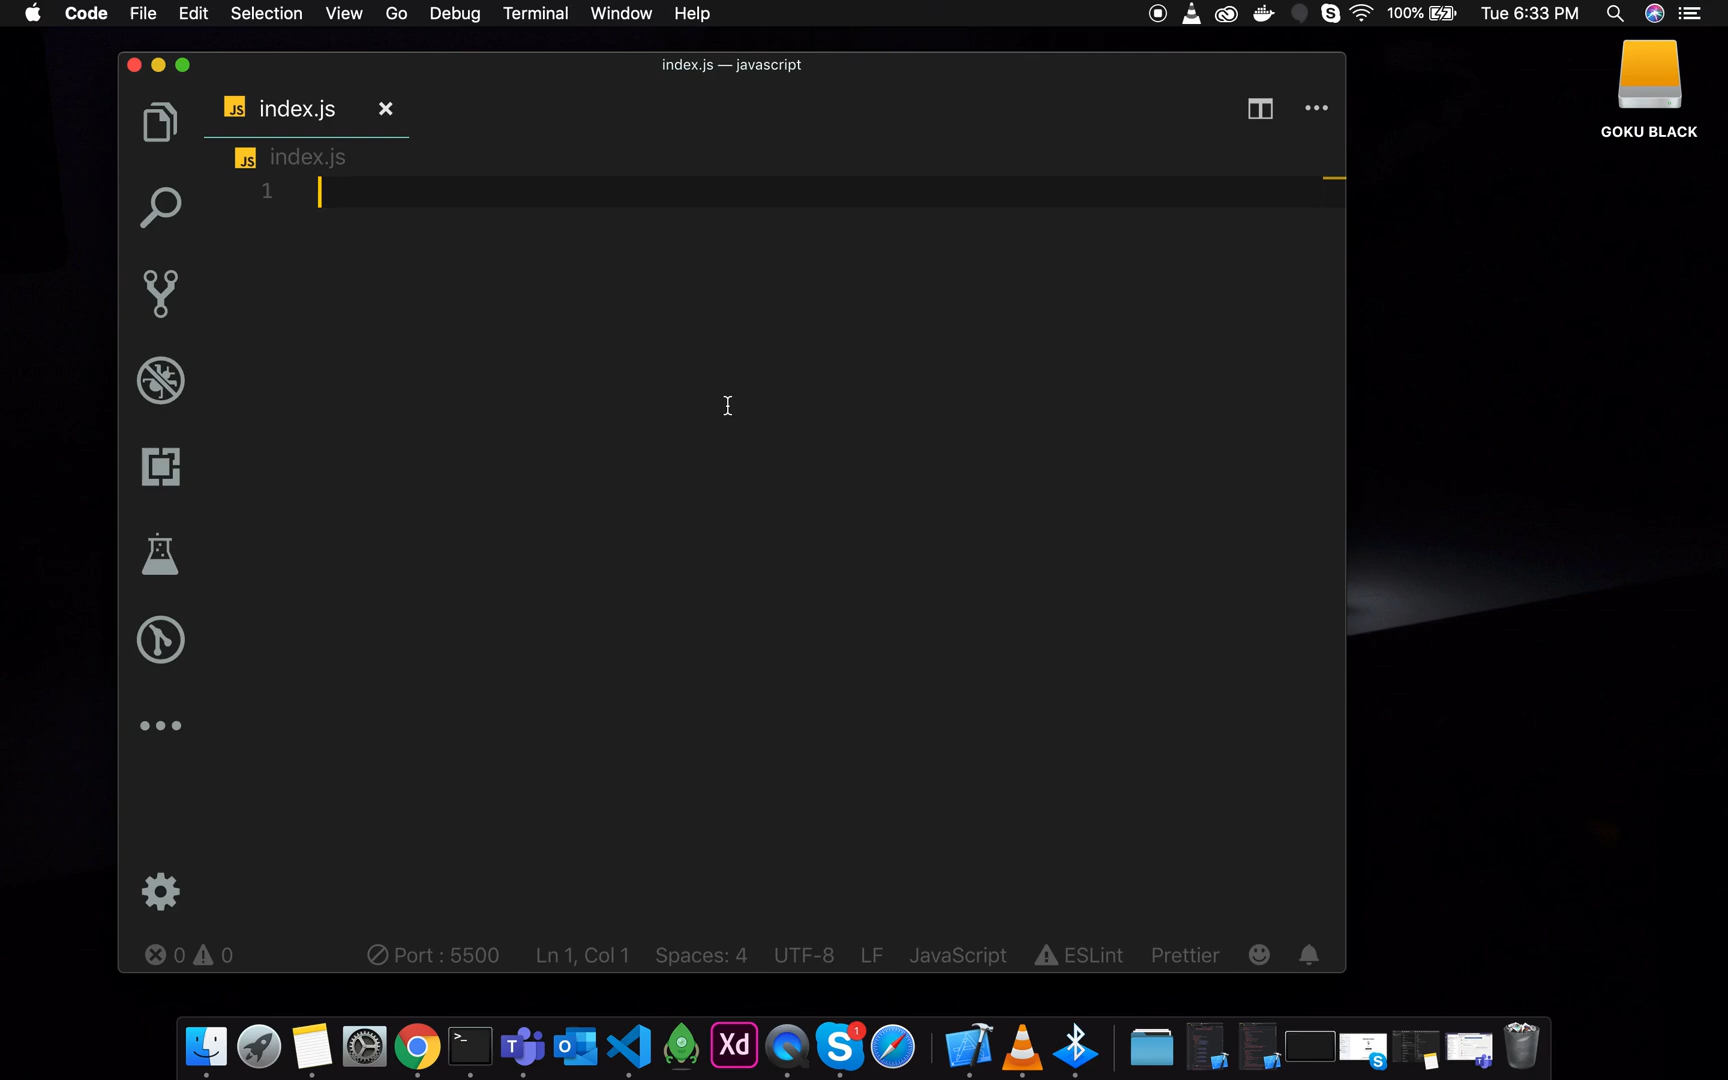 Code File Edit Selection View Go Debug Terminal Window Help 100% Tue 6:33 PM
index.js — javascript
GOKU BLACK
JS index.js
JS index.js
1
0 0 Port : 5500 Ln 1, Col 1 Spaces: 4 UTF-8 LF JavaScript ESLint Prettier
>_ T O Xd S 1